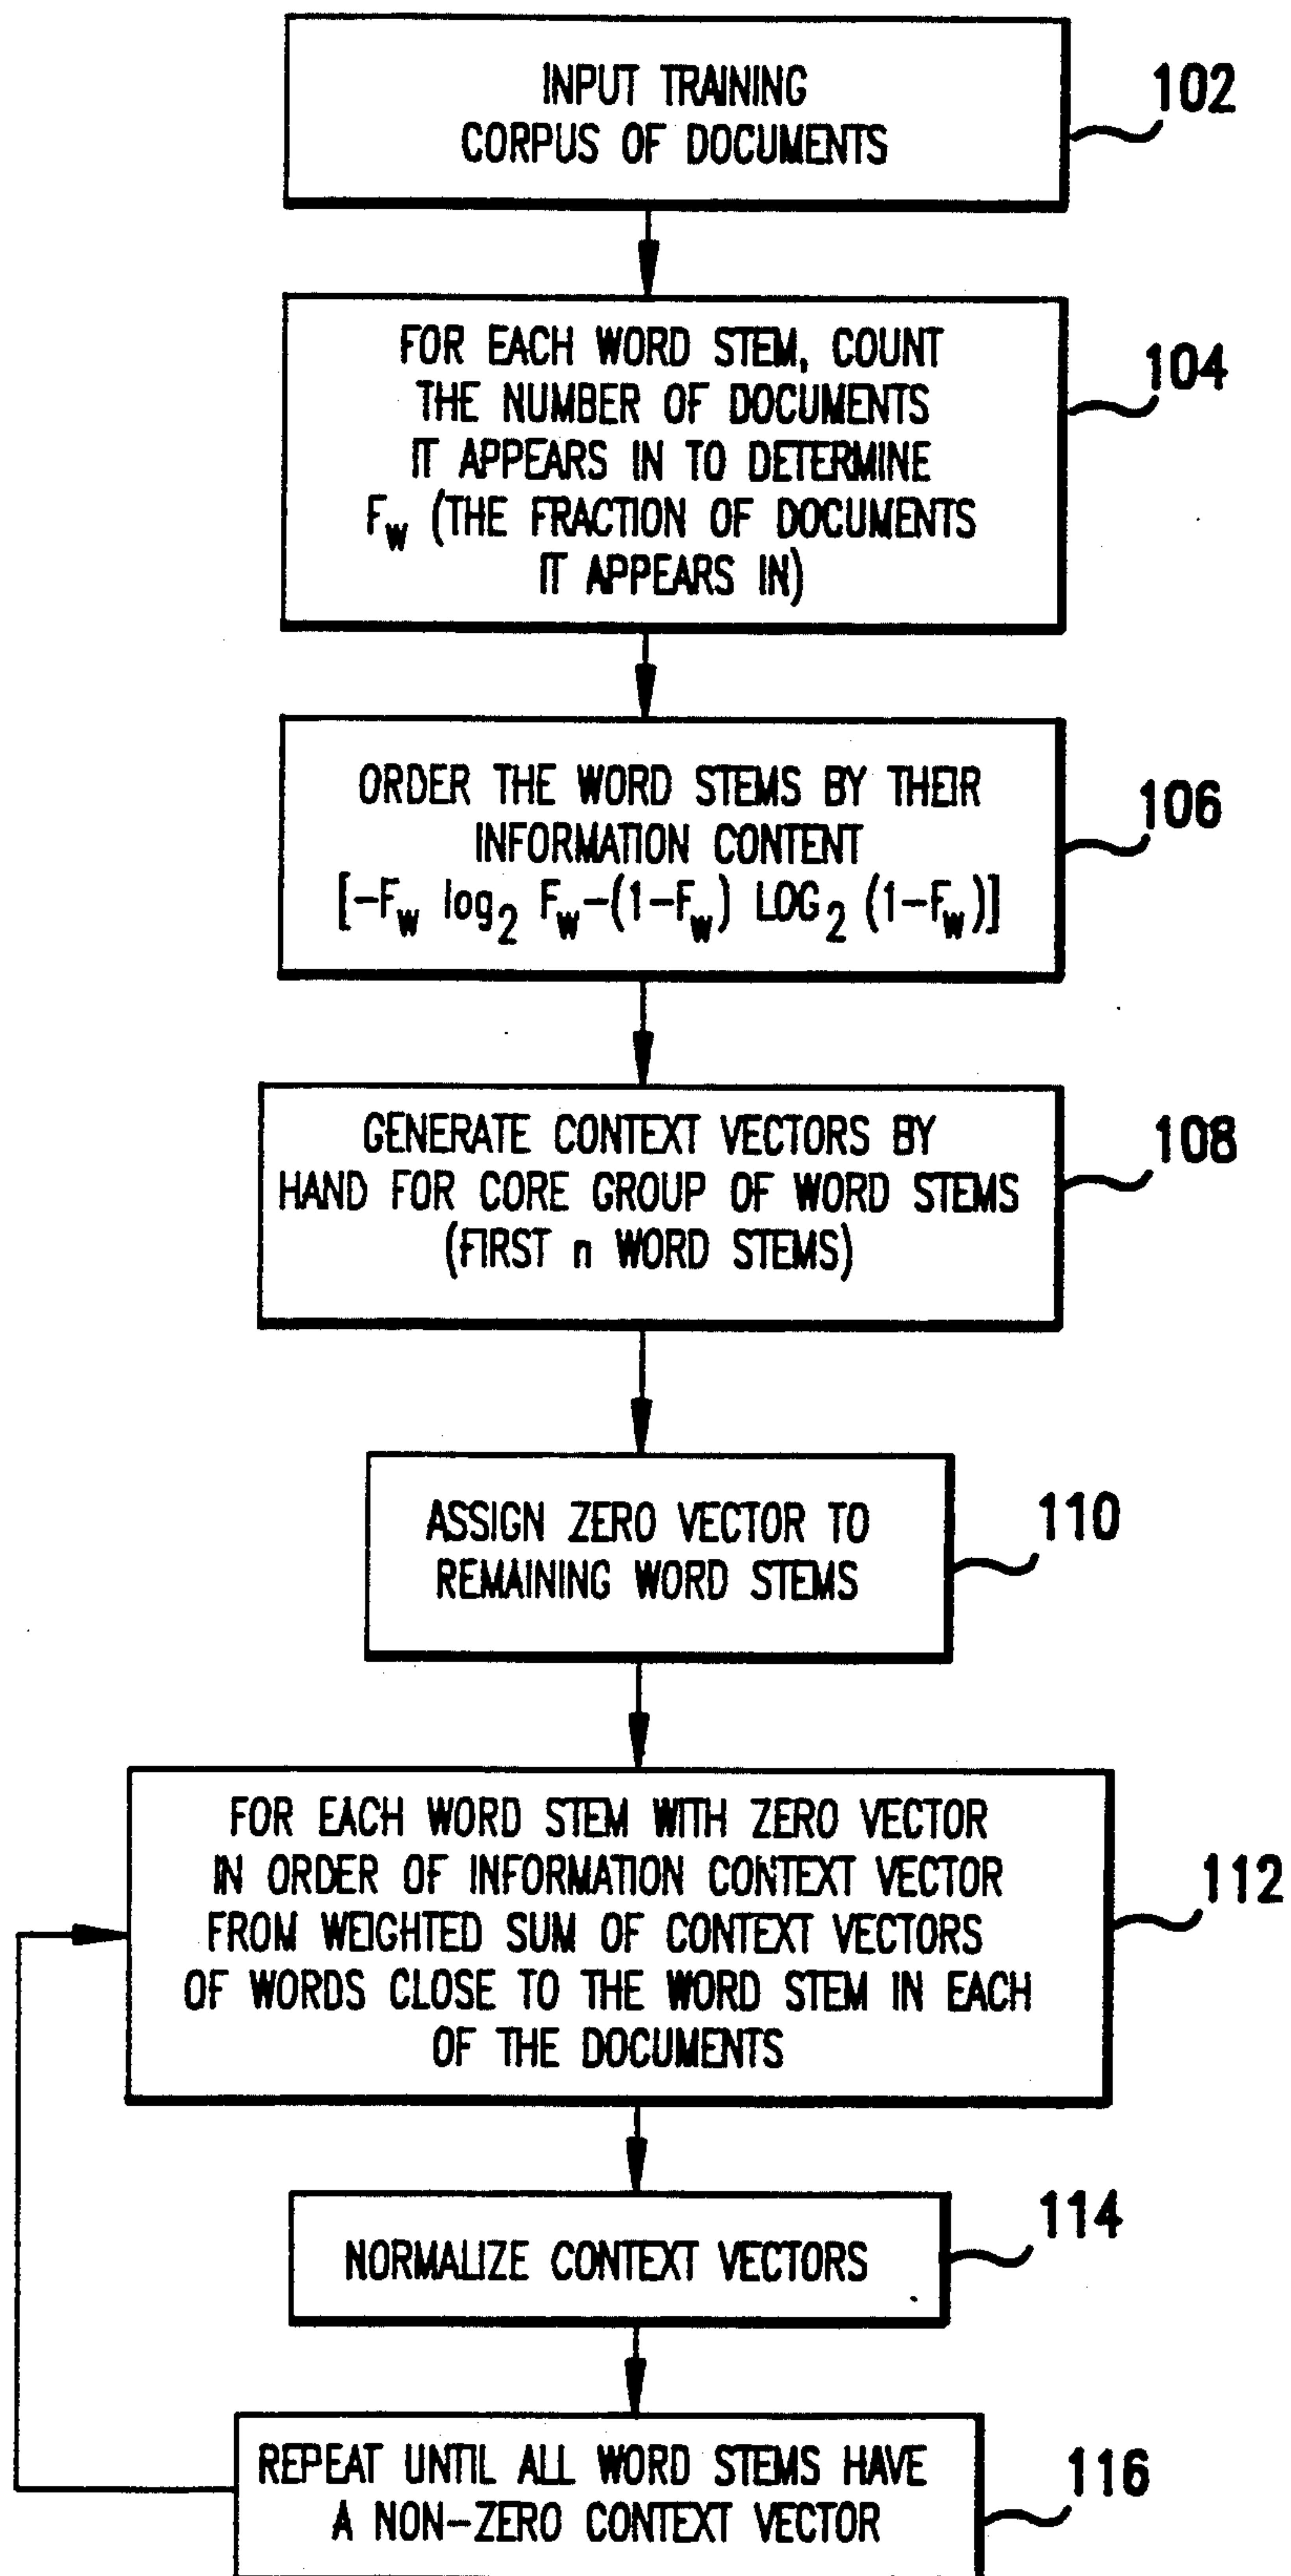 INPUT TRAINING
CORPUS OF DOCUMENTS
102
FOR EACH WORD STEM, COUNT
THE NUMBER OF DOCUMENTS
IT APPEARS IN TO DETERMINE
F_w (THE FRACTION OF DOCUMENTS
IT APPEARS IN)
104
ORDER THE WORD STEMS BY THEIR
INFORMATION CONTENT
[-F_w log_2 F_w-(1-F_w) LOG_2 (1-F_w)]
106
GENERATE CONTEXT VECTORS BY
HAND FOR CORE GROUP OF WORD STEMS
(FIRST n WORD STEMS)
108
ASSIGN ZERO VECTOR TO
REMAINING WORD STEMS
110
FOR EACH WORD STEM WITH ZERO VECTOR
IN ORDER OF INFORMATION CONTEXT VECTOR
FROM WEIGHTED SUM OF CONTEXT VECTORS
OF WORDS CLOSE TO THE WORD STEM IN EACH
OF THE DOCUMENTS
112
NORMALIZE CONTEXT VECTORS
114
REPEAT UNTIL ALL WORD STEMS HAVE
A NON-ZERO CONTEXT VECTOR
116